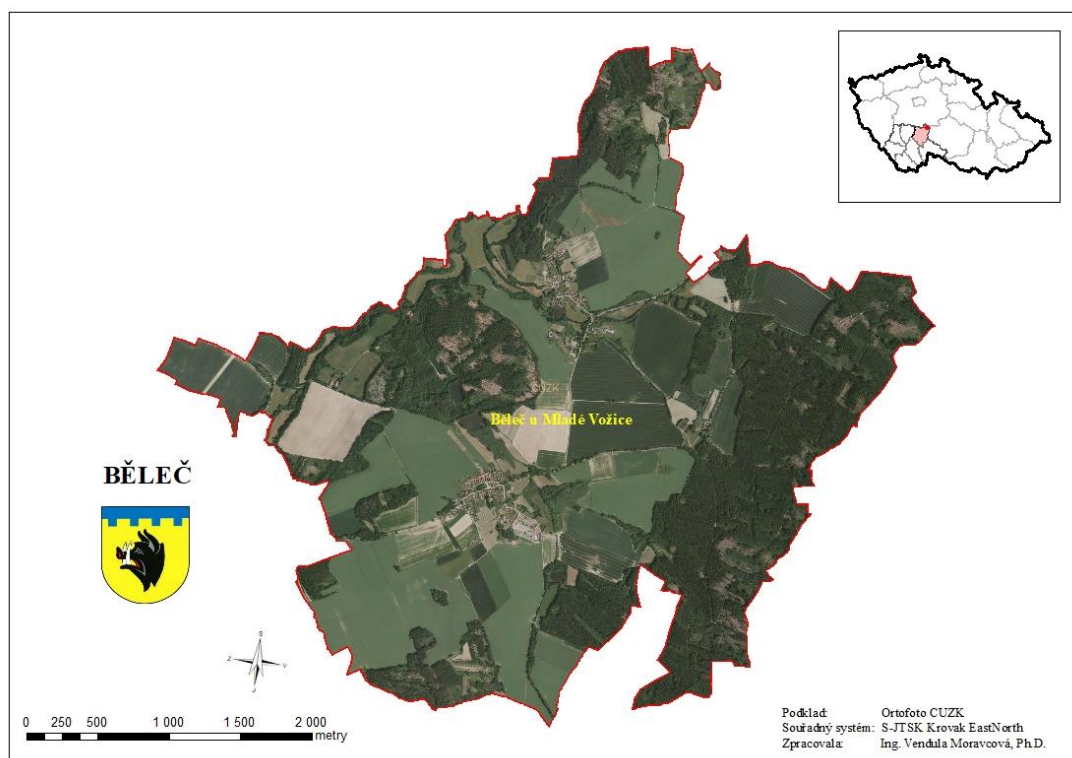 ČÚZK
Běleč u Mladé Vožice
BĚLEČ
S
Z
V
J
0 250 500 1 000 1 500 2 000
metry
Podklad: Ortofoto CUZK
Souřadný systém: S-JTSK Krovak EastNorth
Zpracovala: Ing. Vendula Moravcová, Ph.D.